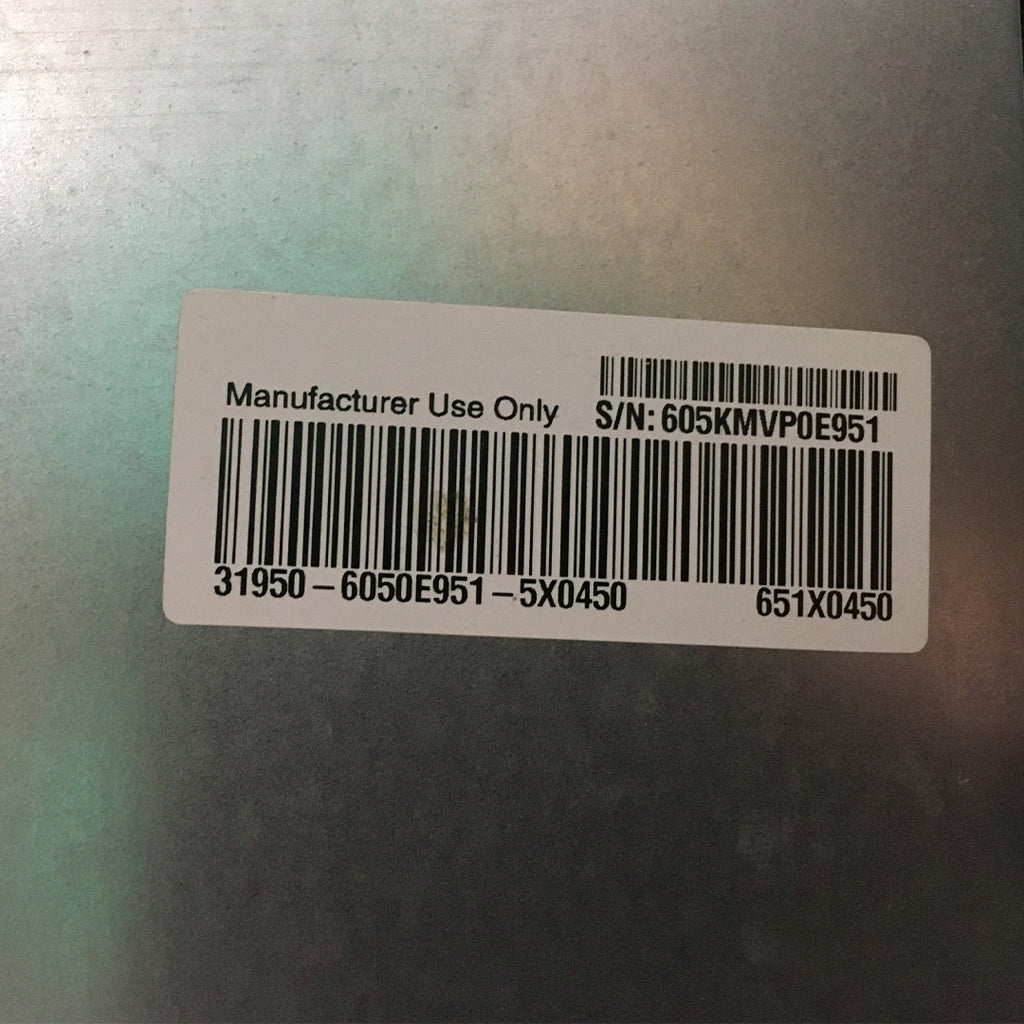 Manufacturer Use Only
S/N: 605KMVP0E951
31950 – 6050E951 – 5X0450
651X0450